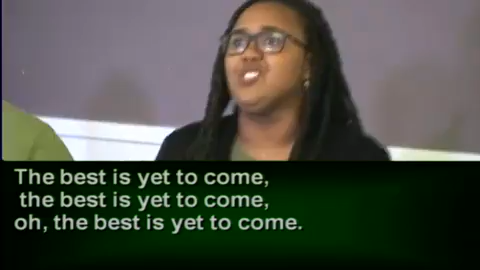 The best is yet to come,
the best is yet to come,
oh, the best is yet to come.